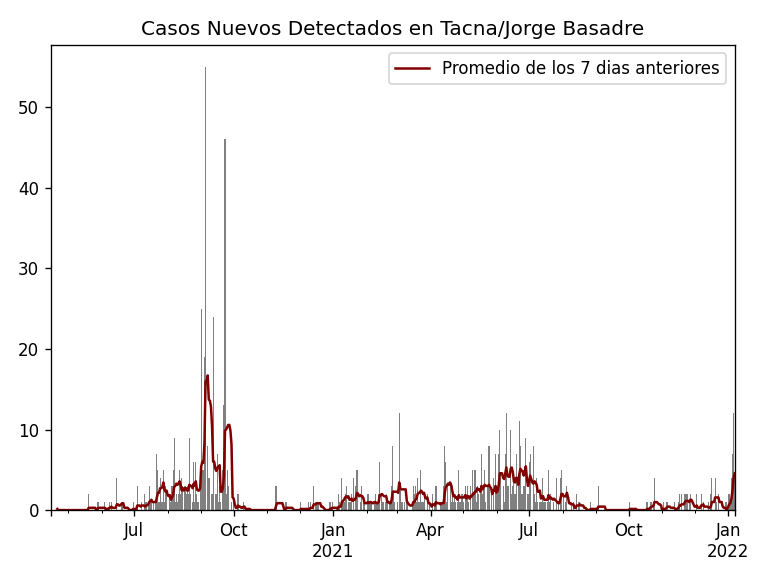 Casos Nuevos Detectados en Tacna/Jorge Basadre
Promedio de los 7 dias anteriores
50
40
30
20
10
0
Jul Oct Jan Apr Jul Oct Jan
2021 2022